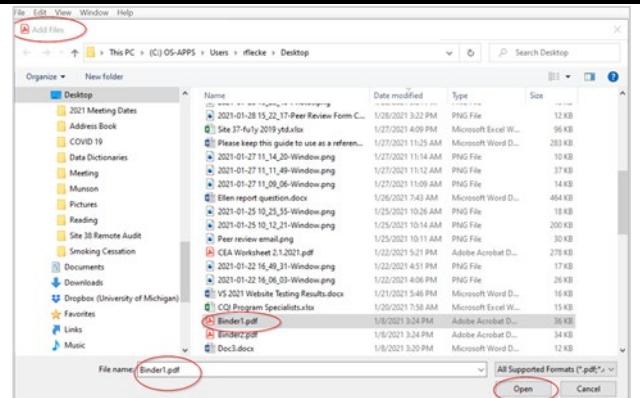 File Edit View Window Help
Add Files
This PC > (C:) OS-APPS > Users > rflecke > Desktop
Search Desktop
Organize New folder
Desktop
2021 Meeting Dates
Address Book
COVID 19
Data Dictionaries
Meeting
Munson
Pictures
Reading
Site 38 Remote Audit
Smoking Cessation
Documents
Downloads
Dropbox (University of Michigan)
Favorites
Links
Music
Name Date modified Type Size
2021-01-28 15_22_17-Peer Review Form C... 1/28/2021 3:22 PM PNG File 12 KB
Site 37-fu1y 2019 ytd.xlsx 1/27/2021 4:09 PM Microsoft Excel W... 96 KB
Please keep this guide to use as a referen... 1/27/2021 11:25 AM Microsoft Word D... 283 KB
2021-01-27 11_14_20-Window.png 1/27/2021 11:14 AM PNG File 10 KB
2021-01-27 11_11_49-Window.png 1/27/2021 11:12 AM PNG File 37 KB
2021-01-27 11_09_06-Window.png 1/27/2021 11:09 AM PNG File 14 KB
Ellen report question.docx 1/26/2021 7:43 AM Microsoft Word D... 464 KB
2021-01-25 10_25_55-Window.png 1/25/2021 10:26 AM PNG File 18 KB
2021-01-25 10_12_21-Window.png 1/25/2021 10:14 AM PNG File 200 KB
Peer review email.png 1/25/2021 10:11 AM PNG File 30 KB
CEA Worksheet 2.1.2021.pdf 1/22/2021 5:21 PM Adobe Acrobat D... 278 KB
2021-01-22 16_49_31-Window.png 1/22/2021 4:51 PM PNG File 17 KB
2021-01-22 16_06_03-Window.png 1/22/2021 4:06 PM PNG File 26 KB
VS 2021 Website Testing Results.docx 1/21/2021 5:46 PM Microsoft Word D... 16 KB
CQI Program Specialists.xlsx 1/20/2021 7:58 AM Microsoft Excel W... 15 KB
Binder1.pdf 1/8/2021 3:24 PM Adobe Acrobat D... 36 KB
Binder2.pdf 1/8/2021 3:24 PM Adobe Acrobat D... 34 KB
Doc3.docx 1/8/2021 3:20 PM Microsoft Word D... 12 KB
File name: Binder1.pdf All Supported Formats (*.pdf;*.
Open Cancel